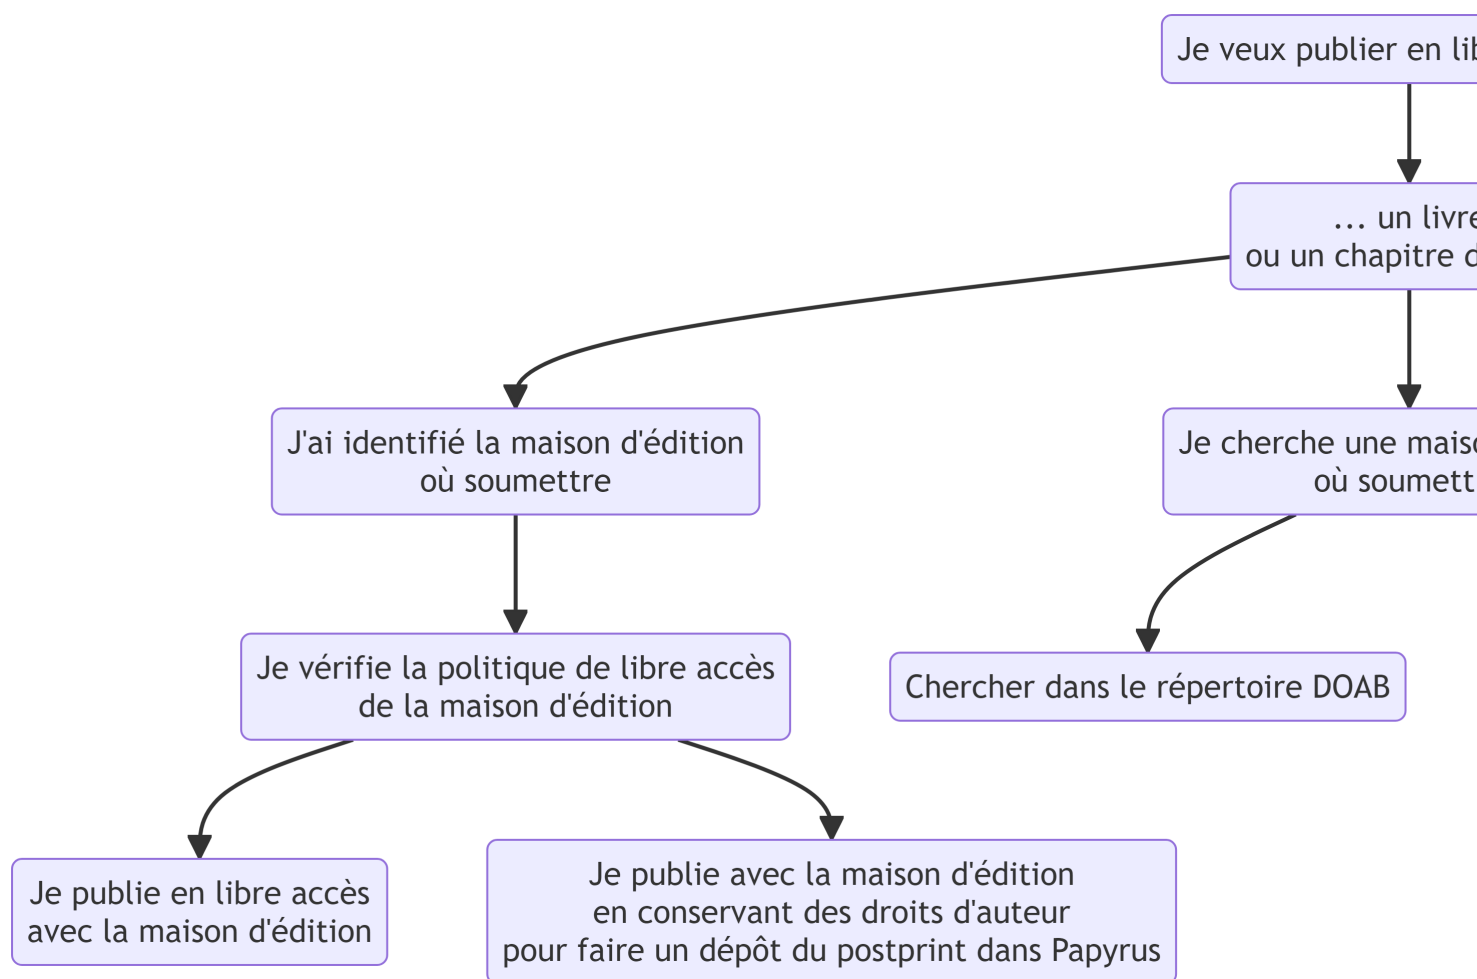 Je veux publier en
... un livre
ou un chapitre
J'ai identifié la maison d'édition
où soumettre
Je cherche une
où
Je vérifie la politique de libre accès
de la maison d'édition
Chercher dans le répertoire DOAB
Je publie en libre accès
avec la maison d'édition
Je publie avec la maison d'édition
en conservant des droits d'auteur
pour faire un dépôt du postprint dans Papyrus